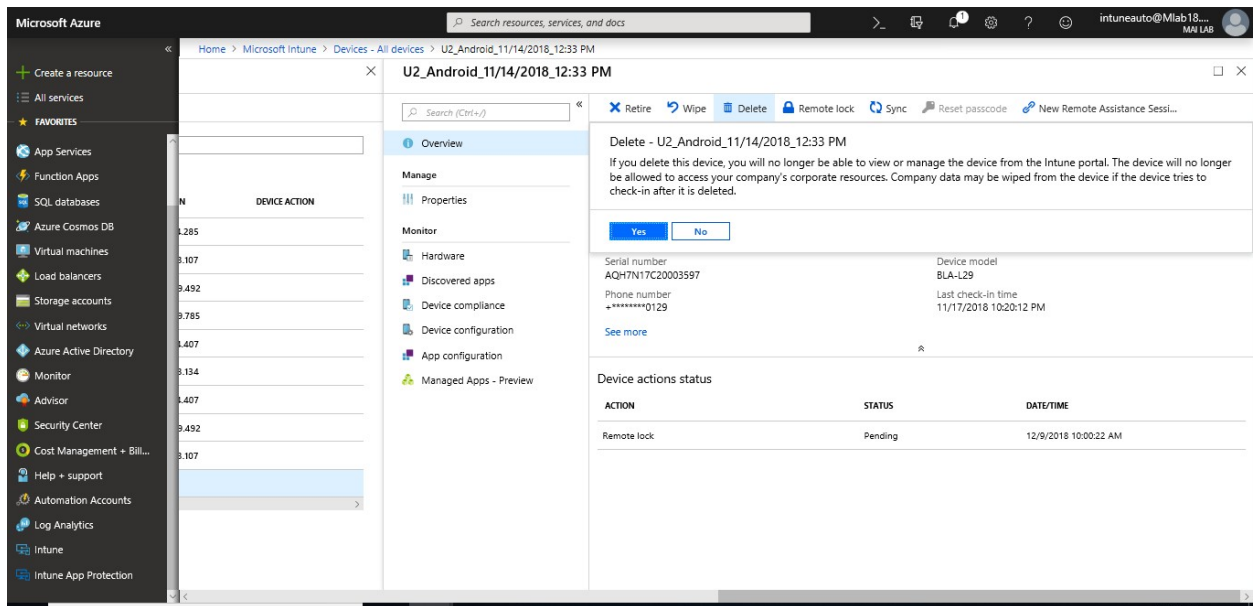 Microsoft Azure
Search resources, services, and docs
1
intuneauto@Mlab18....
MAI LAB
Home > Microsoft Intune > Devices - All devices > U2_Android_11/14/2018_12:33 PM
Create a resource
All services
FAVORITES
App Services
Function Apps
SQL databases
Azure Cosmos DB
Virtual machines
Load balancers
Storage accounts
Virtual networks
Azure Active Directory
Monitor
Advisor
Security Center
Cost Management + Bill...
Help + support
Automation Accounts
Log Analytics
Intune
Intune App Protection
N DEVICE ACTION
.285
.107
.492
.785
.407
.134
.407
.492
.107
U2_Android_11/14/2018_12:33 PM
Search (Ctrl+/)
Overview
Manage
Properties
Monitor
Hardware
Discovered apps
Device compliance
Device configuration
App configuration
Managed Apps - Preview
Retire Wipe Delete Remote lock Sync Reset passcode New Remote Assistance Sessi...
Delete - U2_Android_11/14/2018_12:33 PM
If you delete this device, you will no longer be able to view or manage the device from the Intune portal. The device will no longer
be allowed to access your company's corporate resources. Company data may be wiped from the device if the device tries to
check-in after it is deleted.
Yes No
Serial number
AQH7N17C20003597
Device model
BLA-L29
Phone number
+********0129
Last check-in time
11/17/2018 10:20:12 PM
See more
Device actions status
ACTION STATUS DATE/TIME
Remote lock Pending 12/9/2018 10:00:22 AM